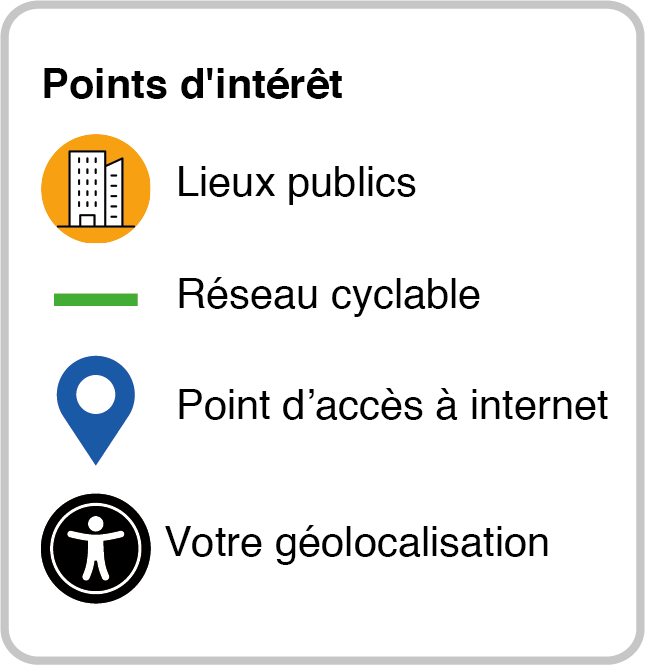 Points d'intérêt
Lieux publics
Réseau cyclable
Point d’accès à internet
Votre géolocalisation